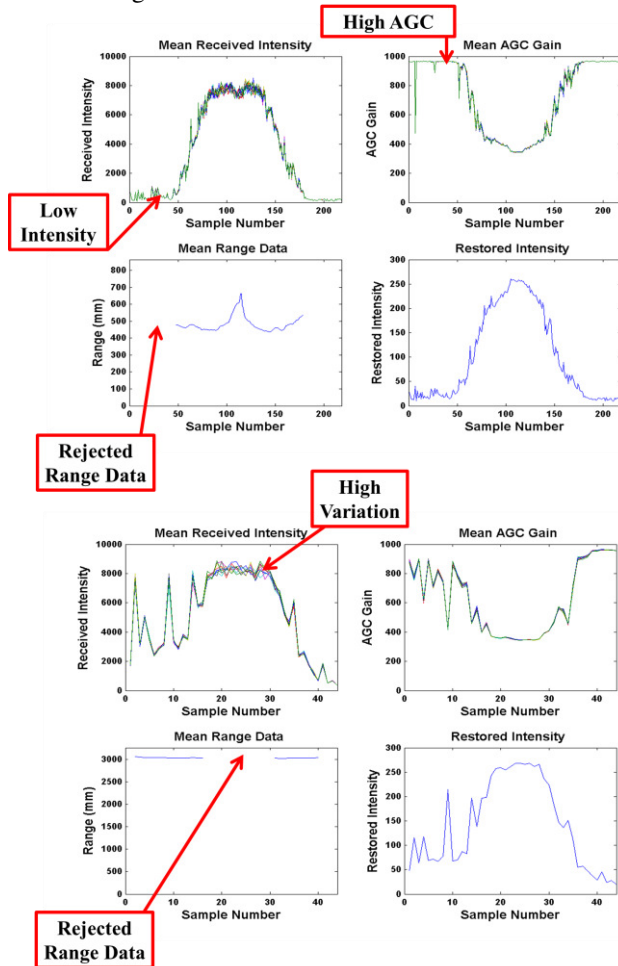 High AGC
Mean Received Intensity
Received Intensity
10000
8000
6000
4000
2000
0
0 50 100 150 200
Sample Number
Mean AGC Gain
AGC Gain
1000
800
600
400
200
0
0 50 100 150 200
Sample Number
Low
Intensity
Mean Range Data
Range (mm)
800
700
600
500
400
300
200
100
0
0 50 100 150 200
Sample Number
Restored Intensity
Restored Intensity
300
250
200
150
100
50
0
0 50 100 150 200
Sample Number
Rejected
Range Data
High
Variation
Mean Received Intensity
Received Intensity
10000
8000
6000
4000
2000
0
0 10 20 30 40
Sample Number
Mean AGC Gain
AGC Gain
1000
800
600
400
200
0
0 10 20 30 40
Sample Number
Mean Range Data
Range (mm)
3000
2500
2000
1500
1000
500
0
0 10 20 30 40
Sample Number
Restored Intensity
Restored Intensity
300
250
200
150
100
50
0
0 10 20 30 40
Sample Number
Rejected
Range Data